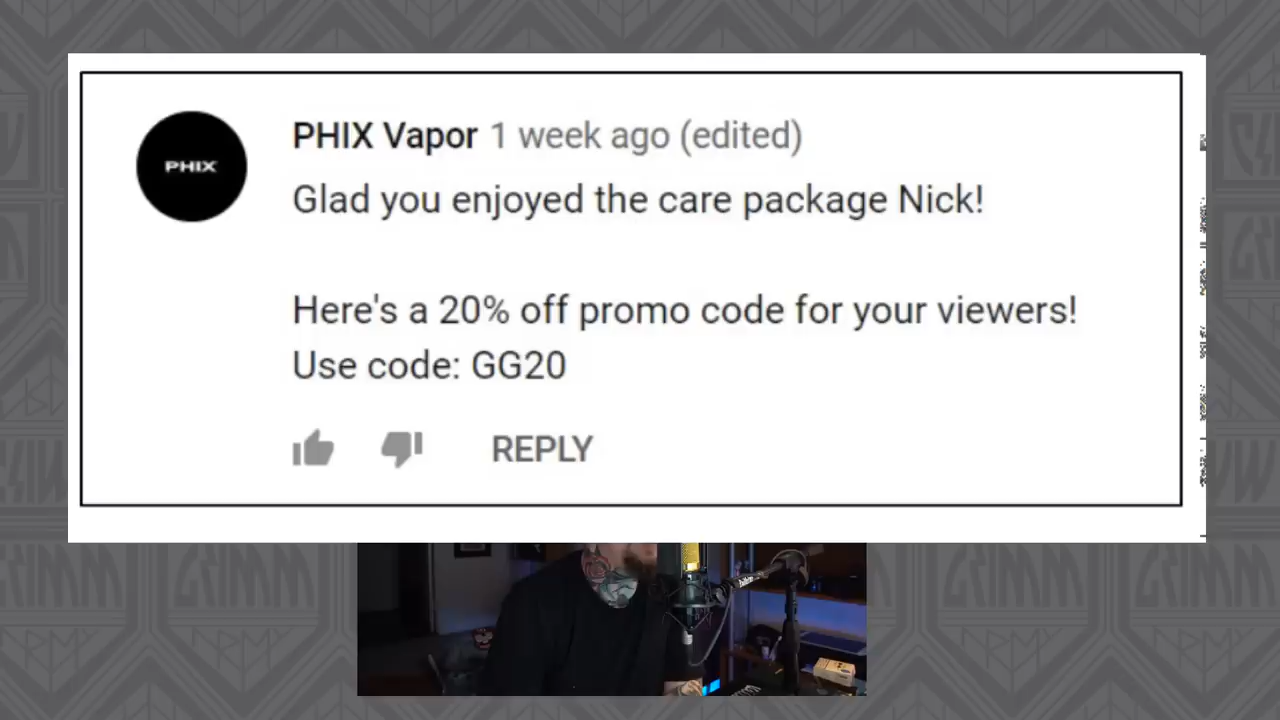 PHIX
PHIX Vapor 1 week ago (edited)
Glad you enjoyed the care package Nick!
Here's a 20% off promo code for your viewers!
Use code: GG20
REPLY